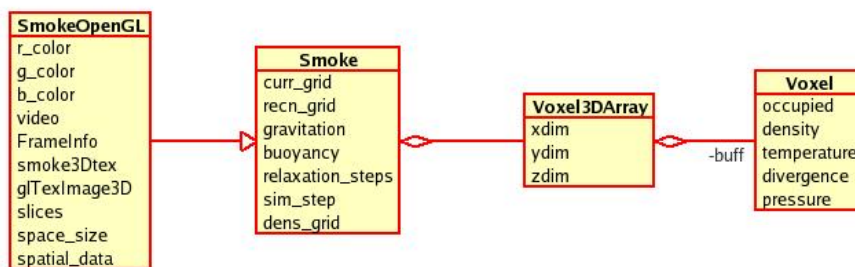 SmokeOpenGL
r_color
g_color
b_color
video
FrameInfo
smoke3Dtex
glTexImage3D
slices
space_size
spatial_data
Smoke
curr_grid
recn_grid
gravitation
buoyancy
relaxation_steps
sim_step
dens_grid
Voxel3DArray
xdim
ydim
zdim
-buff
Voxel
occupied
density
temperature
divergence
pressure